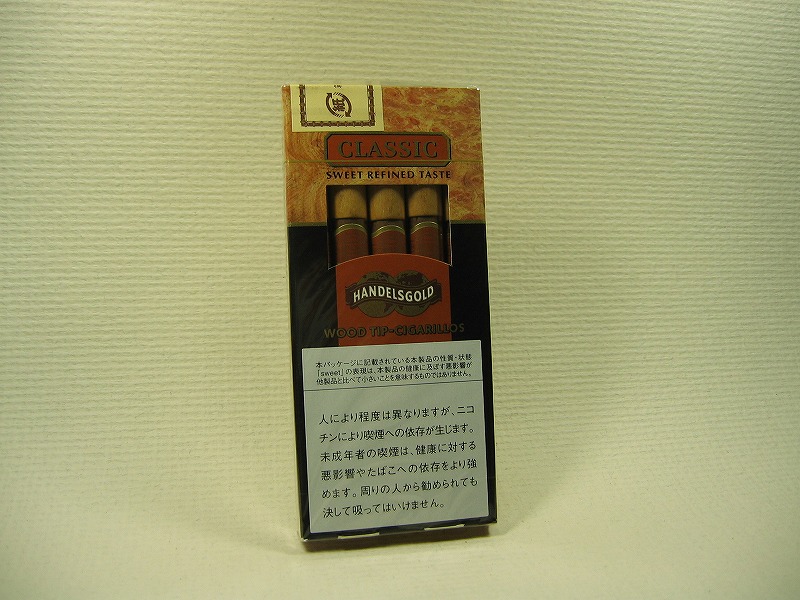 紙
CLASSIC
SWEET REFINED TASTE
HANDELSGOLD
WOOD TIP-CIGARILLOS
本パッケージに記載されている本製品の性質・状態
「sweet」の表現は、本製品の健康に及ぼす悪影響が
他製品と比べて小さいことを意味するものではありません。
人により程度は異なりますが、ニコ
チンにより喫煙への依存が生じます。
未成年者の喫煙は、健康に対する
悪影響やたばこへの依存をより強
めます。周りの人から勧められても
決して吸ってはいけません。